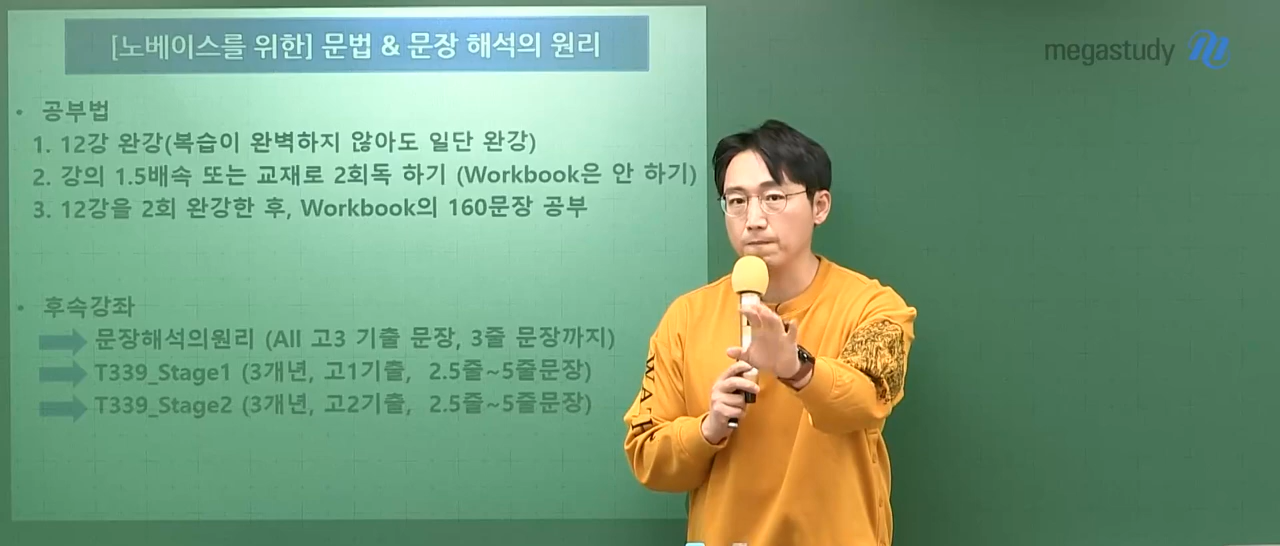 [노베이스를 위한] 문법 & 문장 해석의 원리
megastudy
• 공부법
1. 12강 완강(복습이 완벽하지 않아도 일단 완강)
2. 강의 1.5배속 또는 교재로 2회독 하기 (Workbook은 안 하기)
3. 12강을 2회 완강한 후, Workbook의 160문장 공부
• 후속강좌
문장해석의원리 (All 고3 기출 문장, 3줄 문장까지)
T339_Stage1 (3개년, 고1기출, 2.5줄~5줄문장)
T339_Stage2 (3개년, 고2기출, 2.5줄~5줄문장)